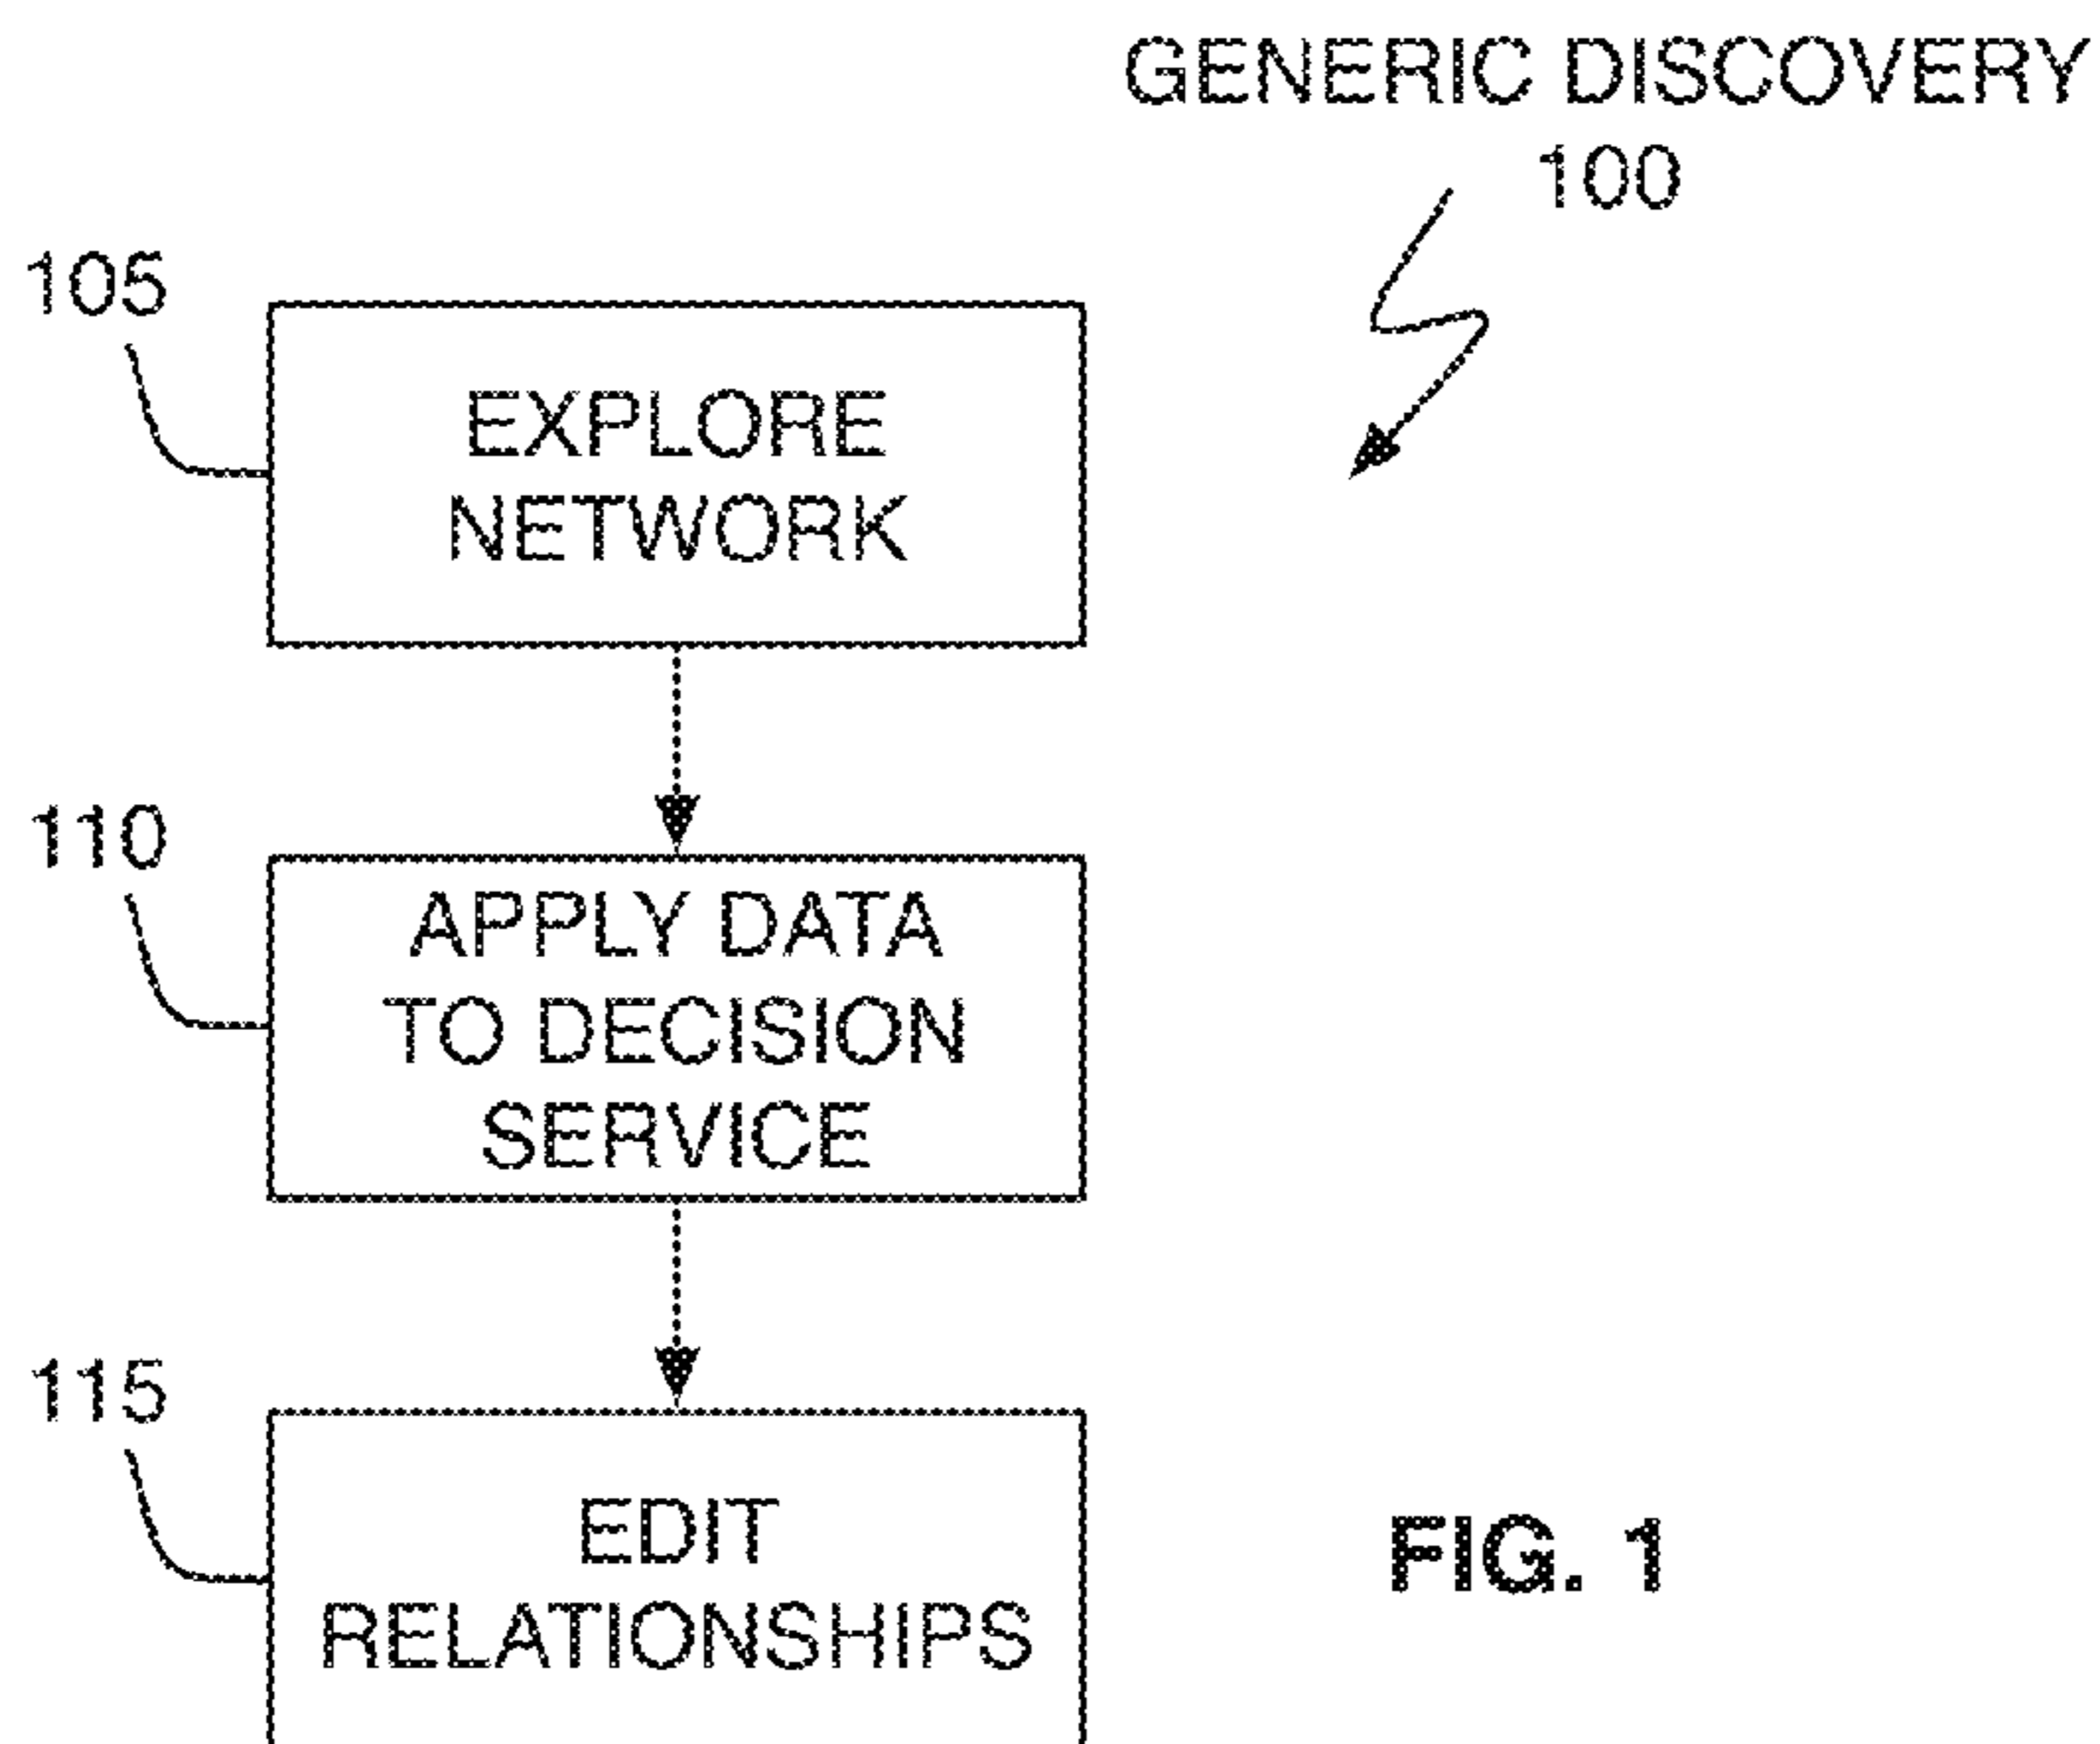 GENERIC DISCOVERY
100
105
EXPLORE
NETWORK
110
APPLY DATA
TO DECISION
SERVICE
115
EDIT
RELATIONSHIPS
FIG. 1